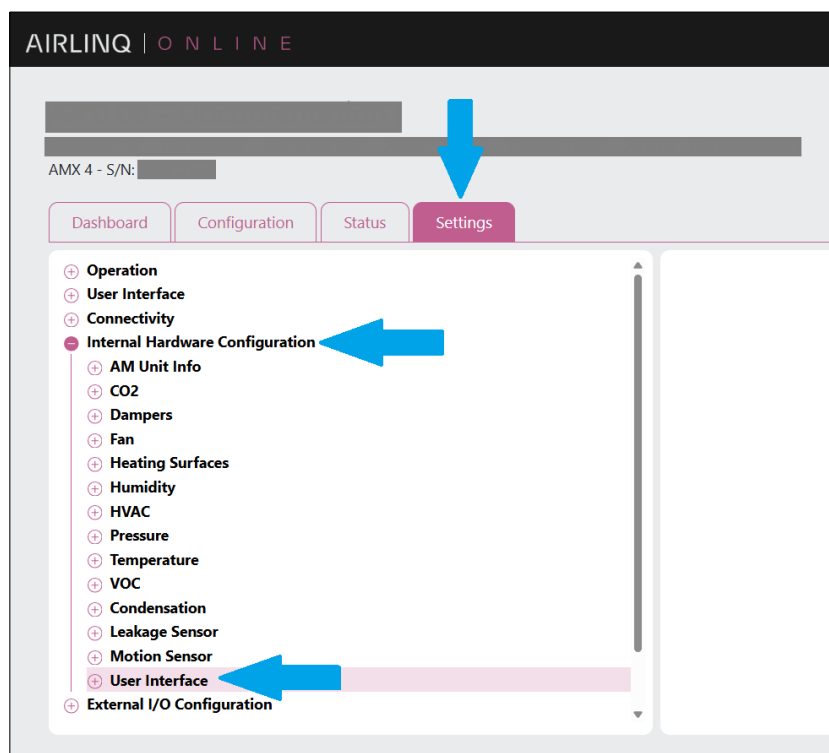 AIRLINQ | ONLINE
AMX 4 - S/N:
Dashboard Configuration Status Settings
Operation
User Interface
Connectivity
Internal Hardware Configuration
AM Unit Info
CO2
Dampers
Fan
Heating Surfaces
Humidity
HVAC
Pressure
Temperature
VOC
Condensation
Leakage Sensor
Motion Sensor
User Interface
External I/O Configuration